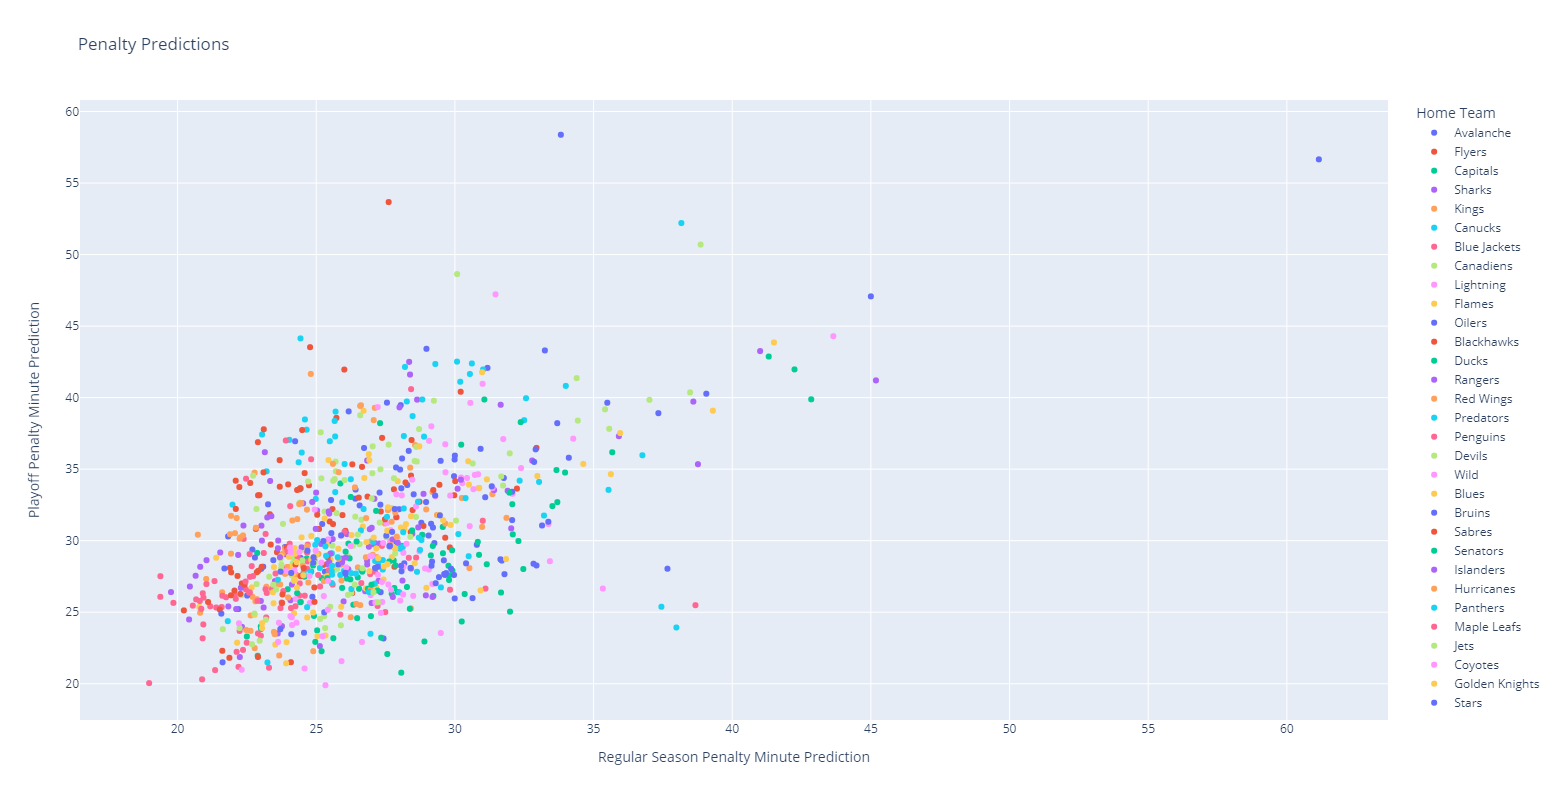 Penalty Predictions
60
55
50
45
40
35
30
25
20
Playoff Penalty Minute Prediction
20 25 30 35 40 45 50 55 60
Regular Season Penalty Minute Prediction
Home Team
Avalanche
Flyers
Capitals
Sharks
Kings
Canucks
Blue Jackets
Canadiens
Lightning
Flames
Oilers
Blackhawks
Ducks
Rangers
Red Wings
Predators
Penguins
Devils
Wild
Blues
Bruins
Sabres
Senators
Islanders
Hurricanes
Panthers
Maple Leafs
Jets
Coyotes
Golden Knights
Stars